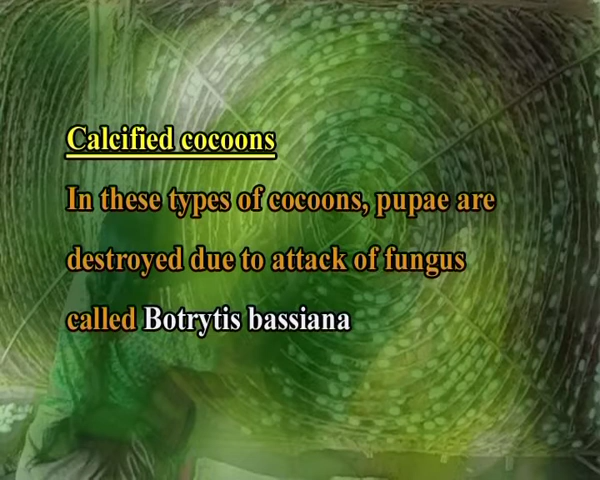 Calcified cocoons
In these types of cocoons, pupae are
destroyed due to attack of fungus
called Botrytis bassiana